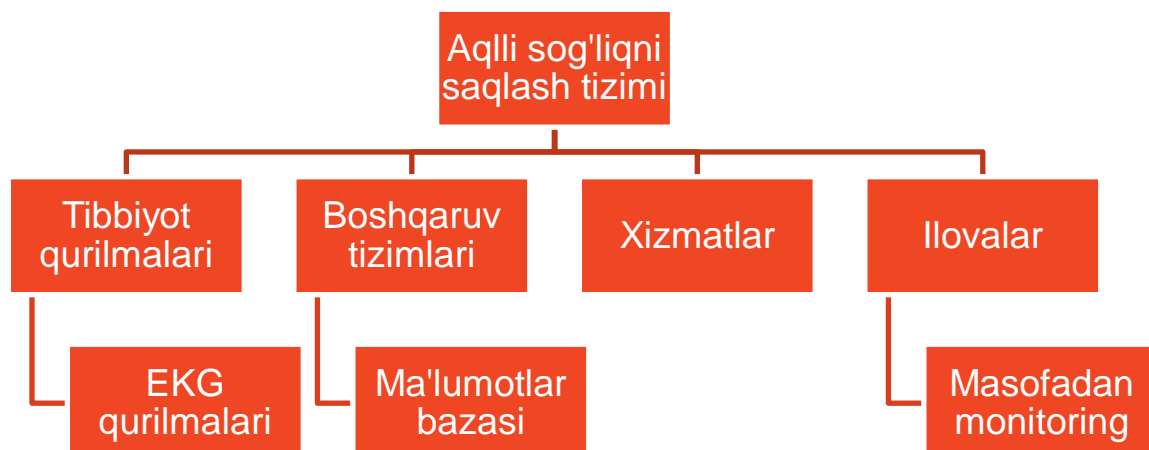 Aqlli sog'liqni
saqlash tizimi
Tibbiyot
qurilmalari
Boshqaruv
tizimlari
Xizmatlar
Ilovalar
EKG
qurilmalari
Ma'lumotlar
bazasi
Masofadan
monitoring